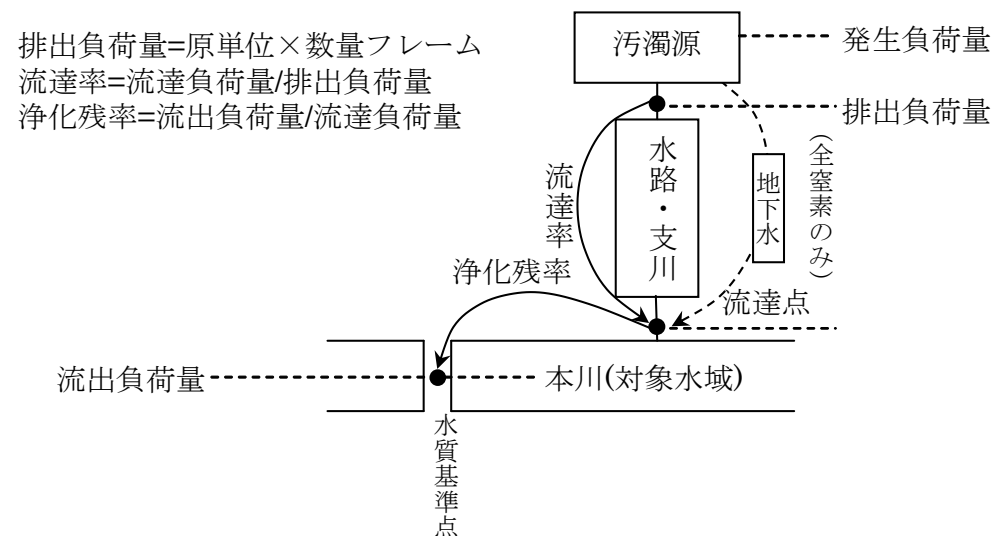 排出負荷量=原単位×数量フレーム
流達率=流達負荷量/排出負荷量
浄化残率=流出負荷量/流達負荷量
汚濁源
発生負荷量
排出負荷量
水路・支川
地下水
(全窒素のみ)
流達率
浄化残率
流達点
流出負荷量
本川(対象水域)
水質基準点